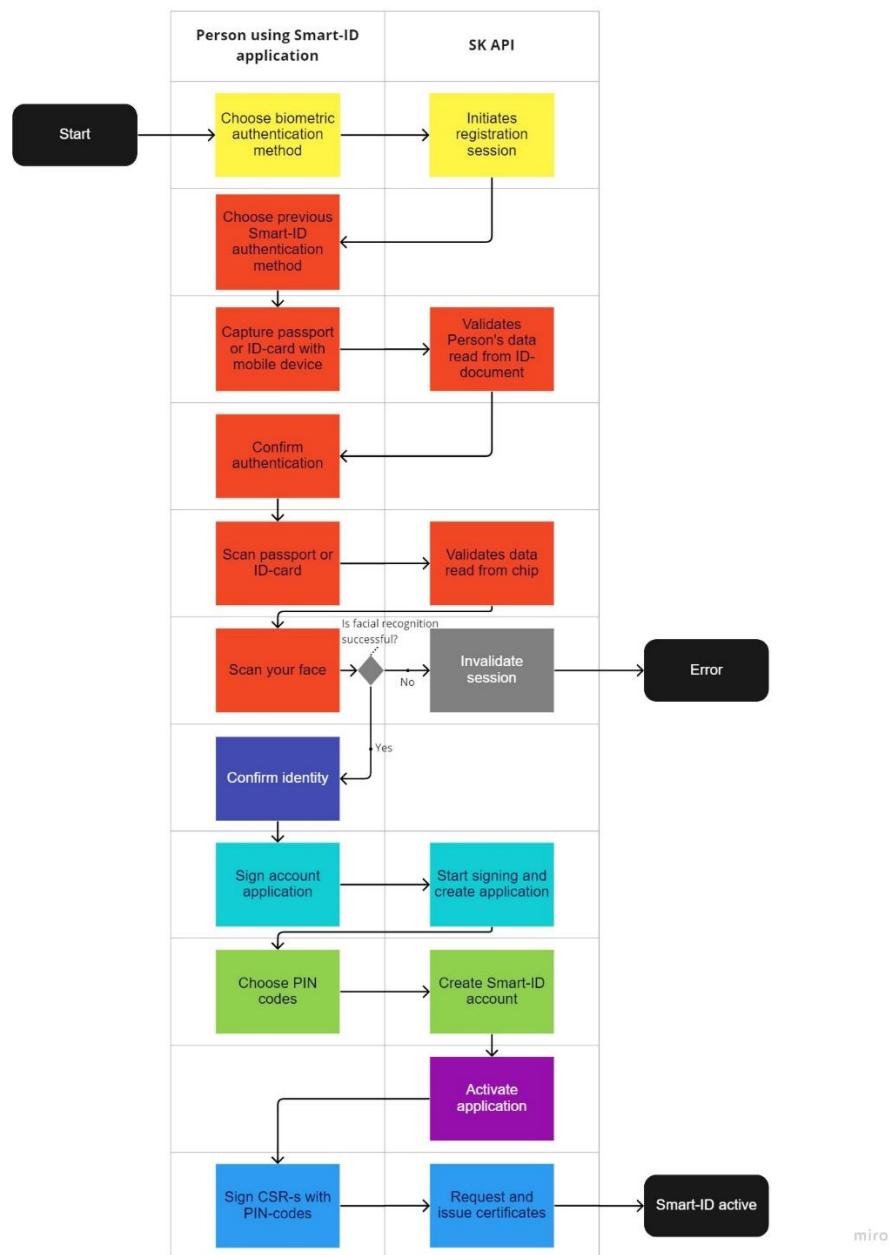 Person using Smart-ID
application
SK API
Start
Choose biometric
authentication
method
Initiates
registration
session
Choose previous
Smart-ID
authentication
method
Capture passport
or ID-card with
mobile device
Validates
Person's data
read from ID-
document
Confirm
authentication
Scan passport or
ID-card
Validates data
read from chip
Is facial recognition
successful?
Scan your face
No
Invalidate
session
Error
Yes
Confirm identity
Sign account
application
Start signing and
create application
Choose PIN
codes
Create Smart-ID
account
Activate
application
Sign CSR-s with
PIN-codes
Request and
issue certificates
Smart-ID active
miro